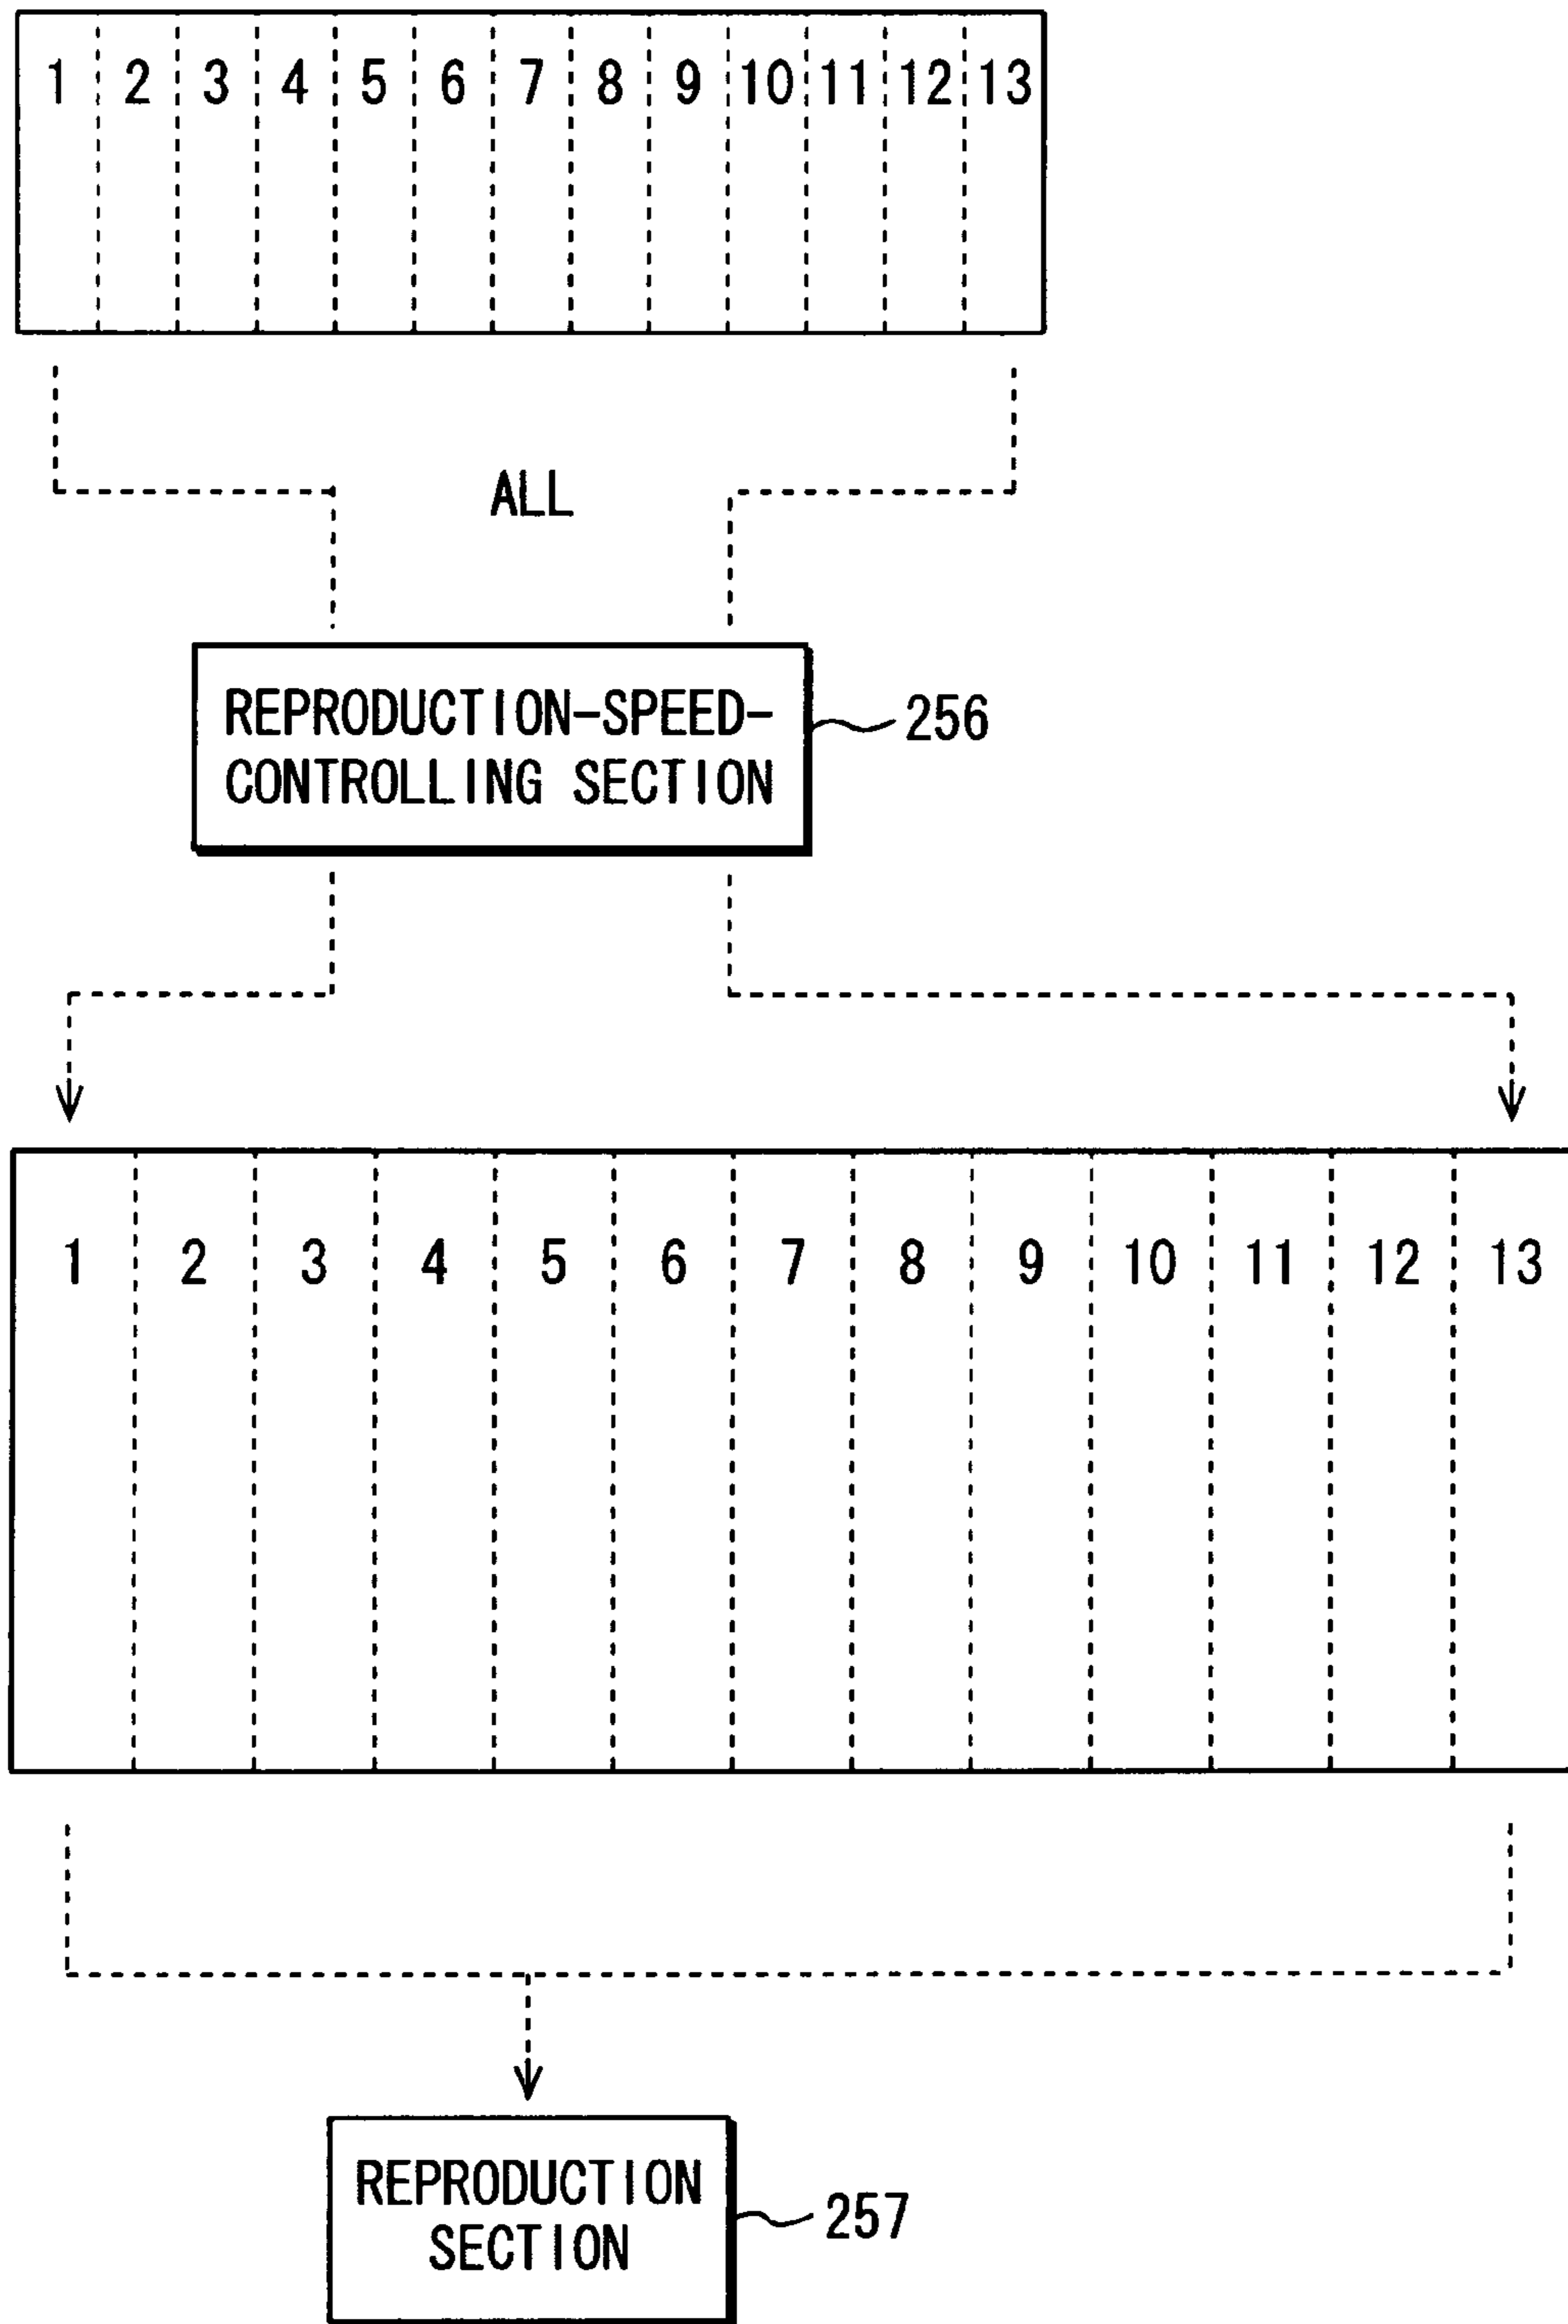 1 2 3 4 5 6 7 8 9 10 11 12 13
ALL
REPRODUCTION-SPEED-
CONTROLLING SECTION
256
1 2 3 4 5 6 7 8 9 10 11 12 13
REPRODUCTION
SECTION
257